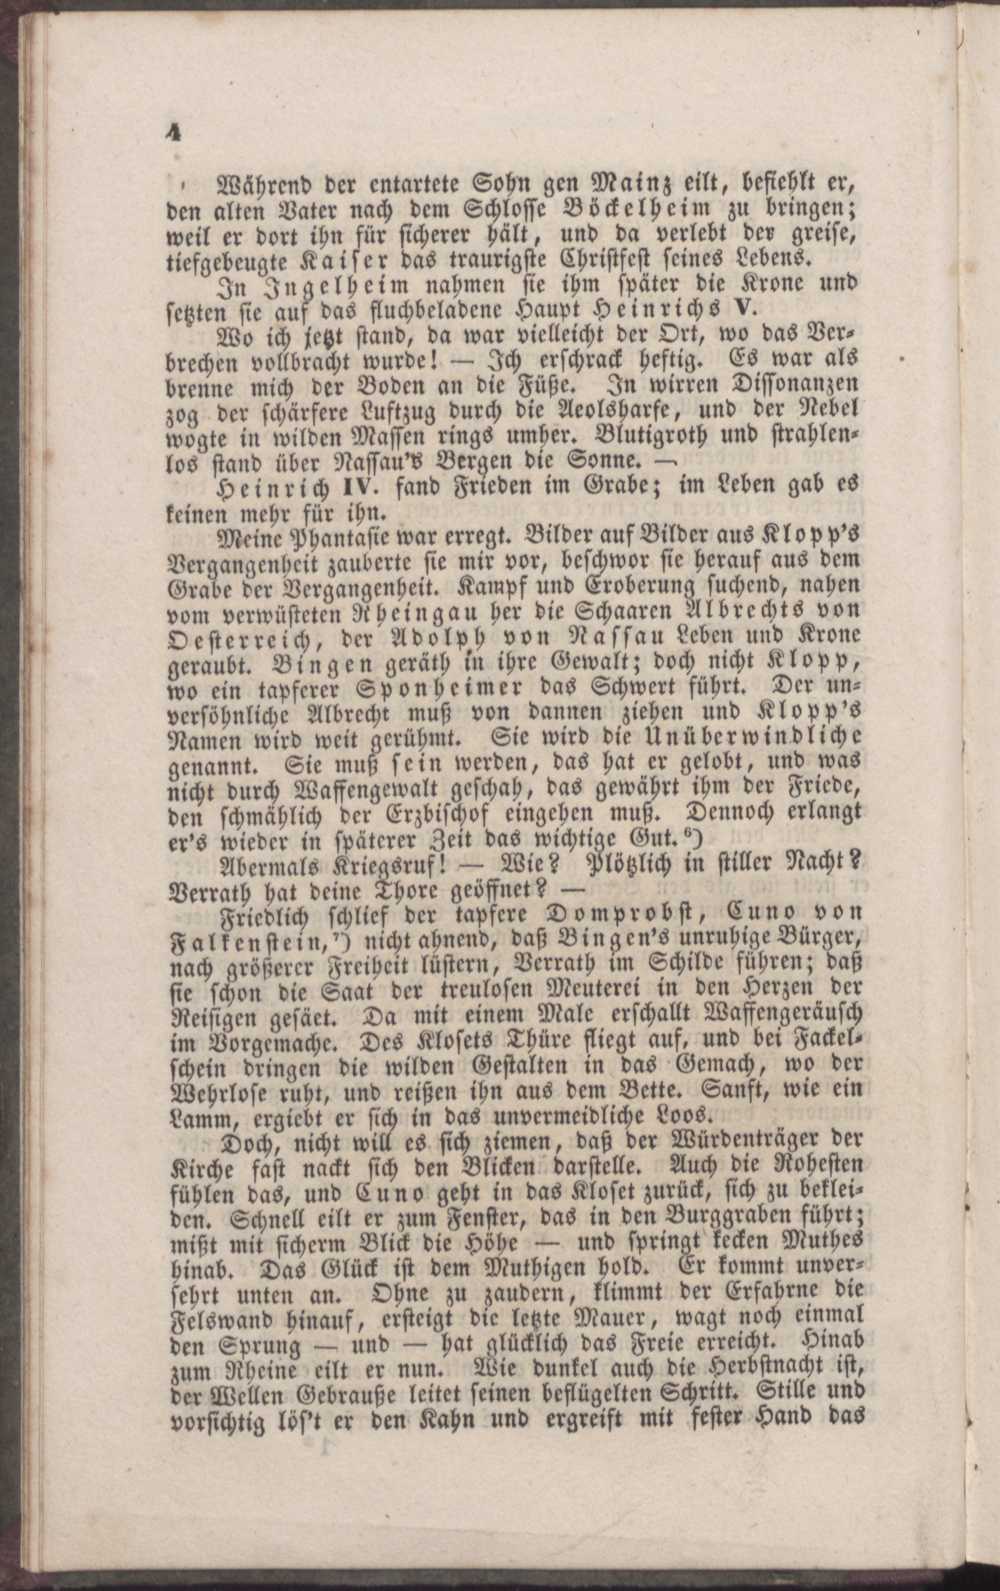 4
Während der entartete Sohn gen Mainz eilt, befiehlt er,
den alten Vater nach dem Schlosse Böckelheim zu bringen;
weil er dort ihn für sicherer hält, und da verlebt der greise,
tiefgebeugte Kaiser das traurigste Christfest seines Lebens.
In Ingelheim nahmen sie ihm später die Krone und
setzten sie auf das fluchbeladene Haupt Heinrichs V.
Wo ich jetzt stand, da war vielleicht der Ort, wo das Ver-
brechen vollbracht wurde! — Ich erschrack heftig. Es war als
brenne mich der Boden an die Füße. In wirren Dissonanzen
zog der schärfere Luftzug durch die Aeolsharfe, und der Nebel
wogte in wilden Massen rings umher. Blutigroth und strahlen-
los stand über Nassau's Bergen die Sonne. —
Heinrich IV. fand Frieden im Grabe; im Leben gab es
keinen mehr für ihn.
Meine Phantasie war erregt. Bilder auf Bilder aus Klopp's
Vergangenheit zauberte sie mir vor, beschwor sie herauf aus dem
Grabe der Vergangenheit. Kampf und Eroberung suchend, nahen
vom verwüsteten Rheingau her die Schaaren Albrechts von
Oesterreich, der Adolph von Nassau Leben und Krone
geraubt. Bingen geräth in ihre Gewalt; doch nicht Klopp,
wo ein tapferer Sponheimer das Schwert führt. Der un-
versöhnliche Albrecht muß von dannen ziehen und Klopp's
Namen wird weit gerühmt. Sie wird die Unüberwindliche
genannt. Sie muß sein werden, das hat er gelobt, und was
nicht durch Waffengewalt geschah, das gewährt ihm der Friede,
den schmählich der Erzbischof eingehen muß. Dennoch erlangt
er's wieder in späterer Zeit das wichtige Gut.⁶)
Abermals Kriegsruf! — Wie? Plötzlich in stiller Nacht?
Verrath hat deine Thore geöffnet? —
Friedlich schlief der tapfere Domprobst, Cuno von
Falkenstein,⁷) nicht ahnend, daß Bingen's unruhige Bürger,
nach größerer Freiheit lüstern, Verrath im Schilde führen; daß
sie schon die Saat der treulosen Meuterei in den Herzen der
Reisigen gesäet. Da mit einem Male erschallt Waffengeräusch
im Vorgemache. Des Klosets Thüre fliegt auf, und bei Fackel-
schein dringen die wilden Gestalten in das Gemach, wo der
Wehrlose ruht, und reißen ihn aus dem Bette. Sanft, wie ein
Lamm, ergiebt er sich in das unvermeidliche Loos.
Doch, nicht will es sich ziemen, daß der Würdenträger der
Kirche fast nackt sich den Blicken darstelle. Auch die Rohesten
fühlen das, und Cuno geht in das Kloset zurück, sich zu beklei-
den. Schnell eilt er zum Fenster, das in den Burggraben führt;
mißt mit sicherm Blick die Höhe — und springt kecken Muthes
hinab. Das Glück ist dem Muthigen hold. Er kommt unver-
sehrt unten an. Ohne zu zaudern, klimmt der Erfahrne die
Felswand hinauf, ersteigt die letzte Mauer, wagt noch einmal
den Sprung — und — hat glücklich das Freie erreicht. Hinab
zum Rheine eilt er nun. Wie dunkel auch die Herbstnacht ist,
der Wellen Gebrauße leitet seinen beflügelten Schritt. Stille und
vorsichtig lös't er den Kahn und ergreift mit fester Hand das